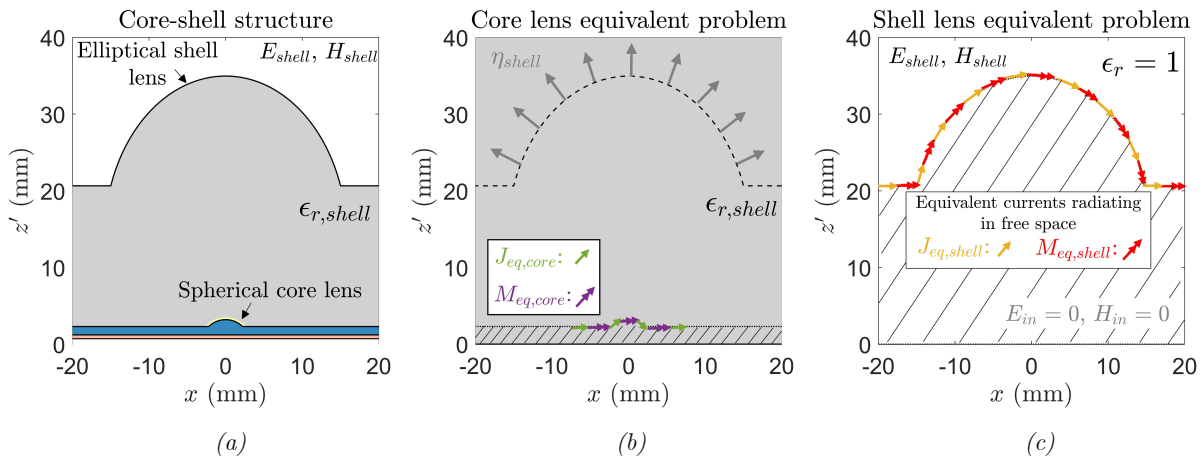 Core-shell structure
Elliptical shell
lens
E_shell, H_shell
ϵ_r,shell
Spherical core lens
40
30
20
10
0
z′ (mm)
-20 -10 0 10 20
x (mm)
(a)
Core lens equivalent problem
η_shell
ϵ_r,shell
J_eq,core:
M_eq,core:
40
30
20
10
0
z′ (mm)
-20 -10 0 10 20
x (mm)
(b)
Shell lens equivalent problem
E_shell, H_shell
ϵ_r = 1
Equivalent currents radiating
in free space
J_eq,shell: M_eq,shell:
E_in = 0, H_in = 0
40
30
20
10
0
z′ (mm)
-20 -10 0 10 20
x (mm)
(c)